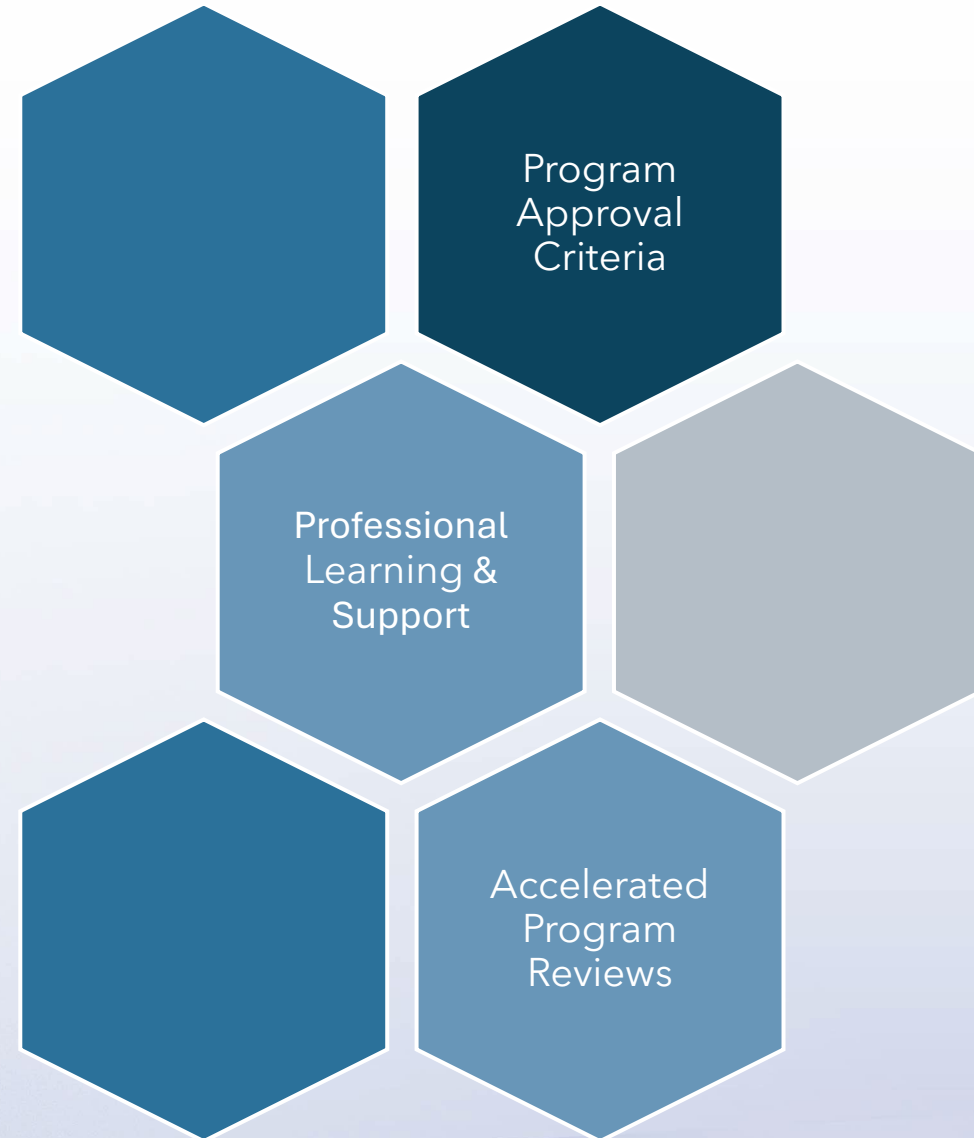 Program
Approval
Criteria
Professional
Learning &
Support
Accelerated
Program
Reviews